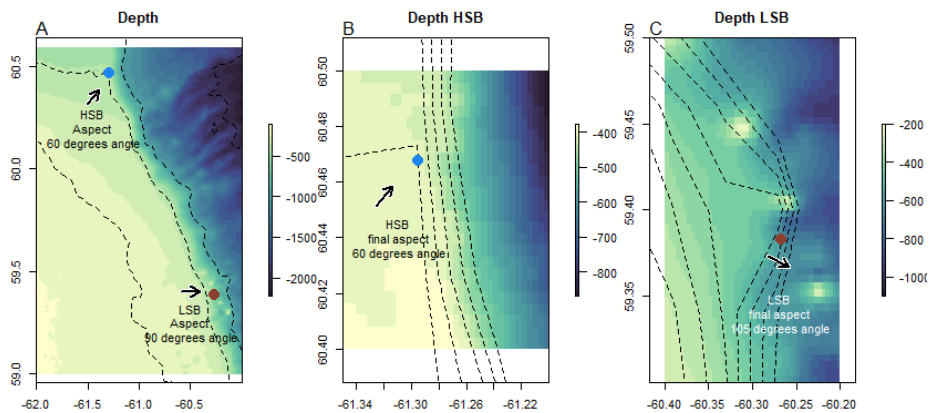 A
Depth
60.5
60.0
59.5
59.0
-62.0
-61.5
-61.0
-60.5
HSB
Aspect
60 degrees angle
LSB
Aspect
90 degrees angle
-500
-1000
-1500
-2000
B
Depth HSB
60.50
60.48
60.46
60.44
60.42
60.40
-61.34
-61.30
-61.26
-61.22
HSB
final aspect
60 degrees angle
-400
-500
-600
-700
-800
C
Depth LSB
59.50
59.45
59.40
59.35
-60.40
-60.35
-60.30
-60.25
-60.20
LSB
final aspect
105 degrees angle
-200
-400
-600
-800
-1000